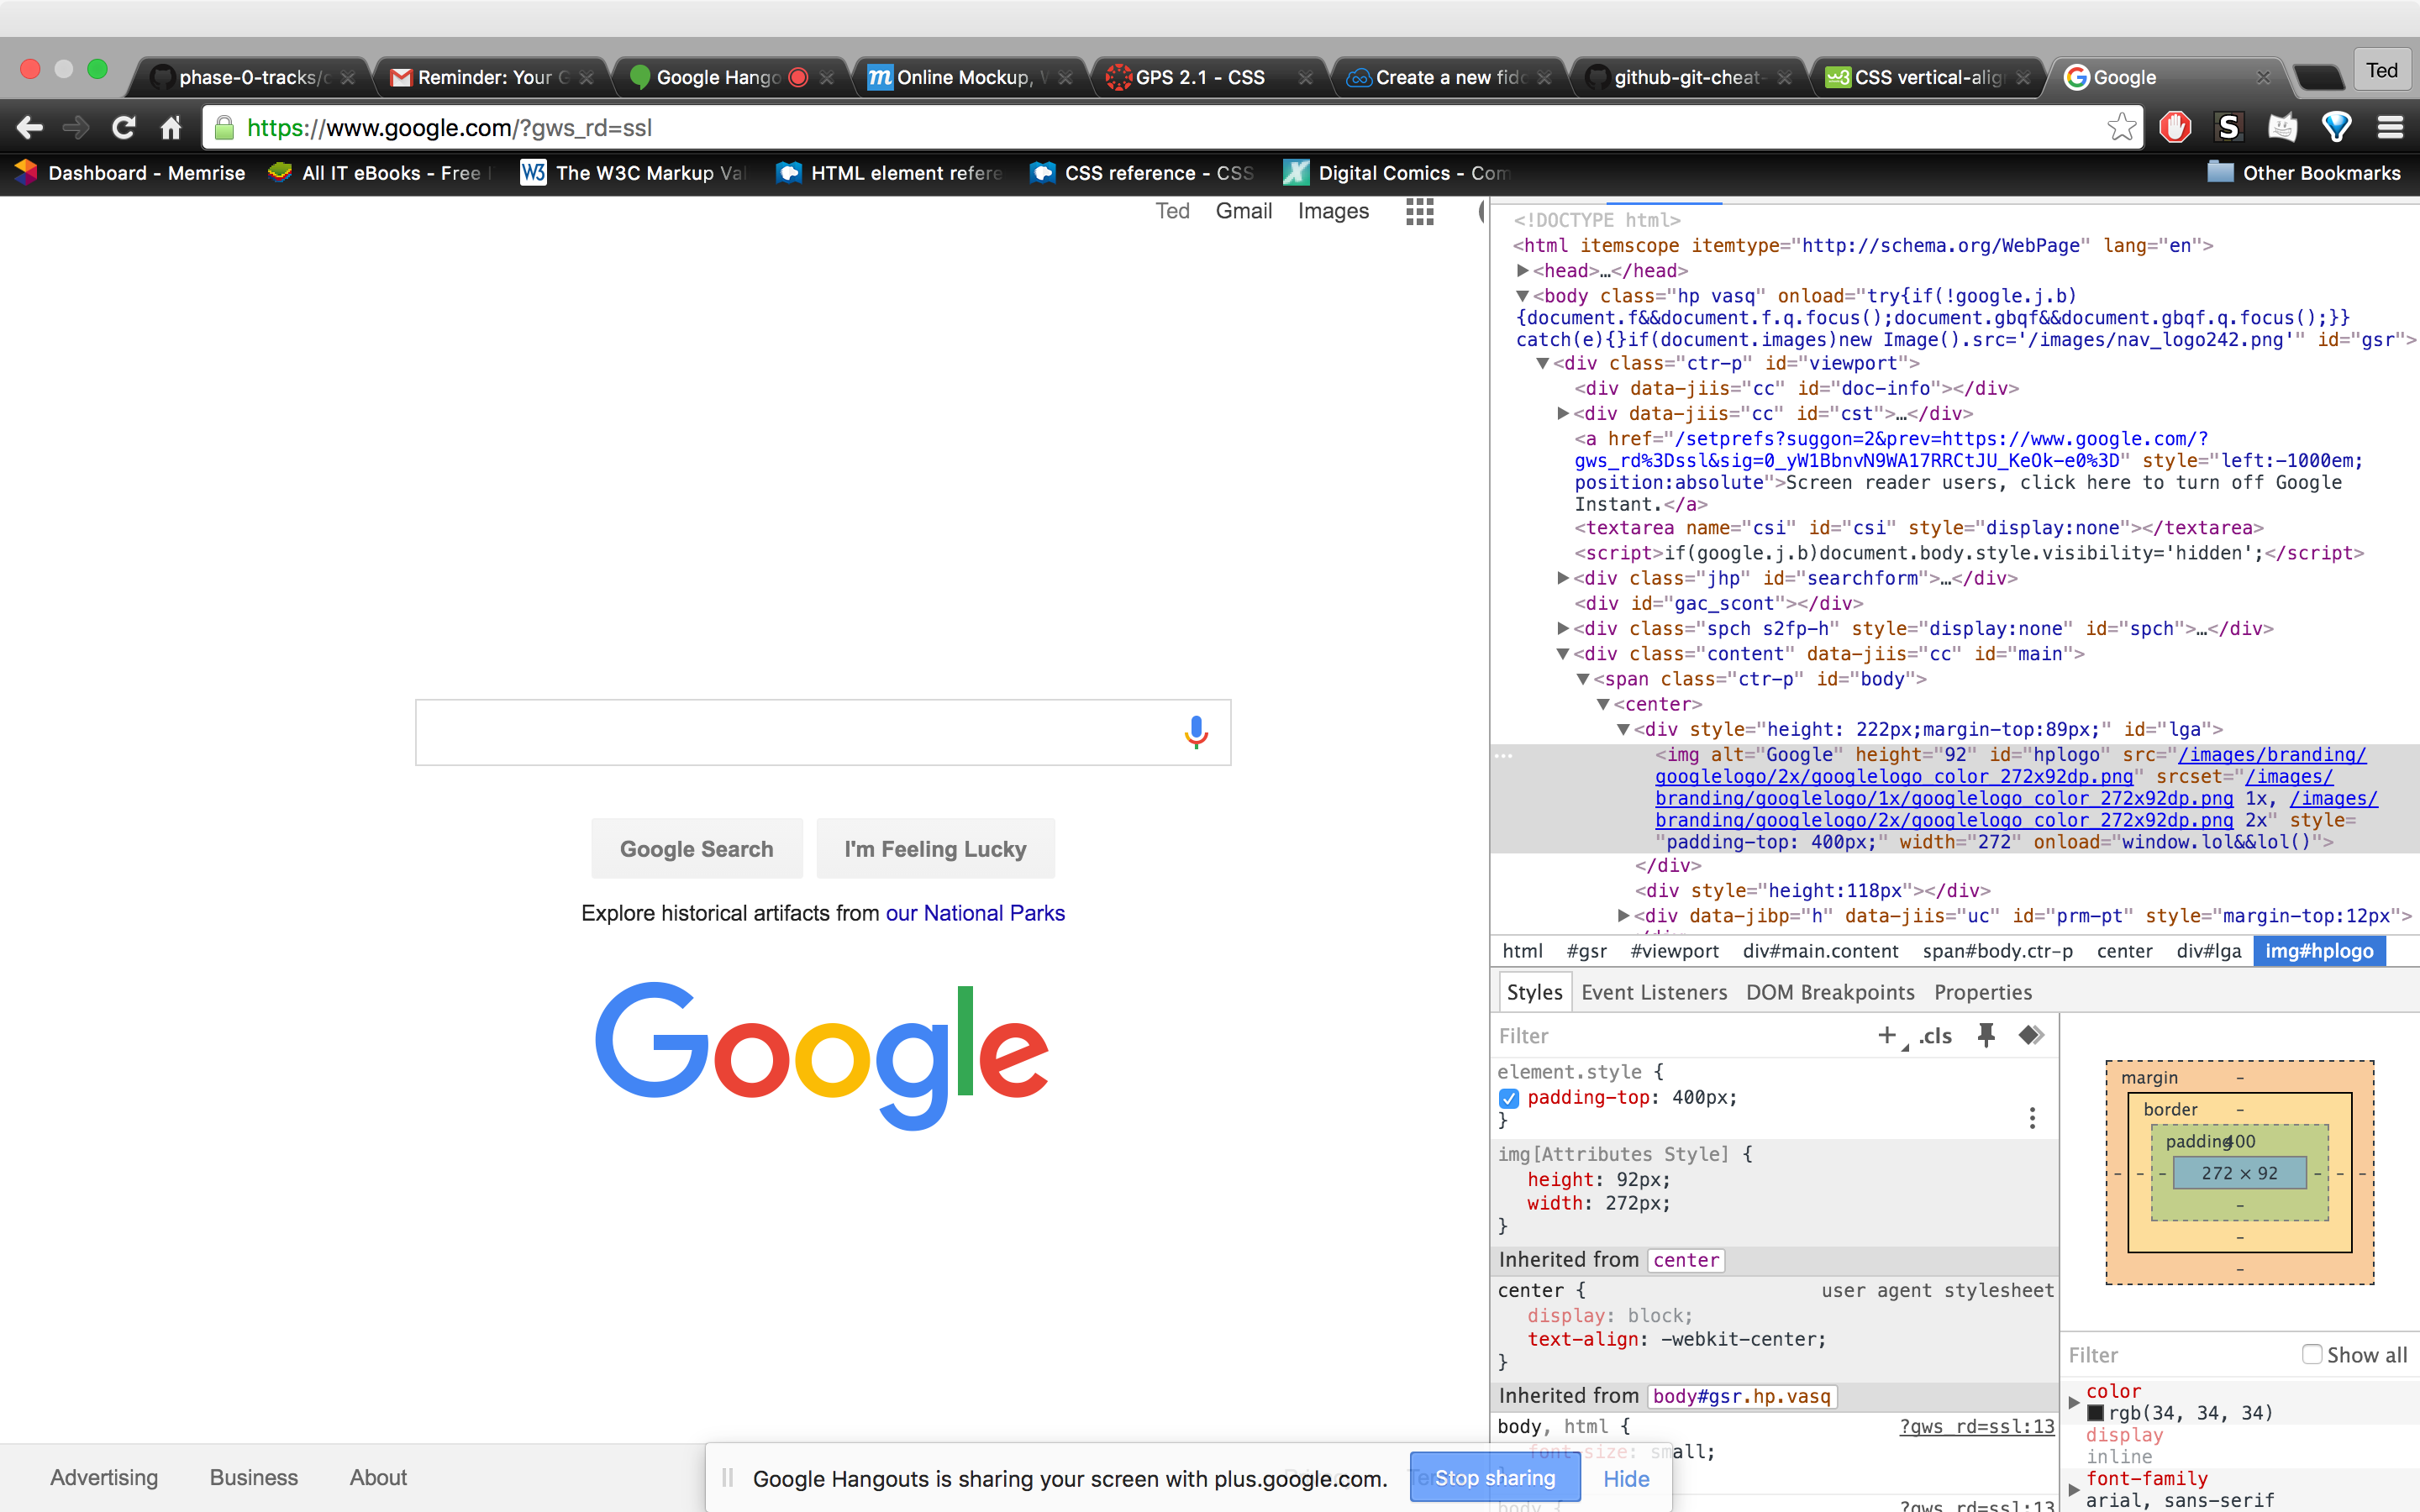 phase-0-tracks/
Reminder: Your
Google Hango
Online Mockup,
GPS 2.1 - CSS
Create a new fid
github-git-cheat-
CSS vertical-alig
Google
Ted
https://www.google.com/?gws_rd=ssl
Dashboard - Memrise
All IT eBooks - Free
The W3C Markup Val
HTML element refere
CSS reference - CSS
Digital Comics - Com
Other Bookmarks
Ted Gmail Images
Google Search I'm Feeling Lucky
Explore historical artifacts from our National Parks
Google
Advertising Business About
<!DOCTYPE html>
<html itemscope itemtype="http://schema.org/WebPage" lang="en">
<head>…</head>
<body class="hp vasq" onload="try{if(!google.j.b)
{document.f&&document.f.q.focus();document.gbqf&&document.gbqf.q.focus();}}
catch(e){}if(document.images)new Image().src='/images/nav_logo242.png'" id="gsr">
<div class="ctr-p" id="viewport">
<div data-jiis="cc" id="doc-info"></div>
<div data-jiis="cc" id="cst">…</div>
<a href="/setprefs?suggon=2&prev=https://www.google.com/?
gws_rd%3Dssl&sig=0_yW1BbnvN9WA17RRCtJU_KeOk-e0%3D" style="left:-1000em;
position:absolute">Screen reader users, click here to turn off Google
Instant.</a>
<textarea name="csi" id="csi" style="display:none"></textarea>
<script>if(google.j.b)document.body.style.visibility='hidden';</script>
<div class="jhp" id="searchform">…</div>
<div id="gac_scont"></div>
<div class="spch s2fp-h" style="display:none" id="spch">…</div>
<div class="content" data-jiis="cc" id="main">
<span class="ctr-p" id="body">
<center>
<div style="height: 222px;margin-top:89px;" id="lga">
<img alt="Google" height="92" id="hplogo" src="/images/branding/
googlelogo/2x/googlelogo_color_272x92dp.png" srcset="/images/
branding/googlelogo/1x/googlelogo_color_272x92dp.png 1x, /images/
branding/googlelogo/2x/googlelogo_color_272x92dp.png 2x" style=
"padding-top: 400px;" width="272" onload="window.lol&&lol()">
</div>
<div style="height:118px"></div>
<div data-jibp="h" data-jiis="uc" id="prm-pt" style="margin-top:12px">
html #gsr #viewport div#main.content span#body.ctr-p center div#lga img#hplogo
Styles Event Listeners DOM Breakpoints Properties
Filter + .cls
element.style {
padding-top: 400px;
}
img[Attributes Style] {
height: 92px;
width: 272px;
}
Inherited from center
center { user agent stylesheet
display: block;
text-align: -webkit-center;
}
Inherited from body#gsr.hp.vasq
body, html { ?gws_rd=ssl:13
font-size: small;
body { ?gws_rd=ssl:13
margin –
border –
padding 400
– – – 272 × 92 – – –
–
–
–
Filter Show all
color
rgb(34, 34, 34)
display
inline
font-family
arial, sans-serif
Google Hangouts is sharing your screen with plus.google.com. Stop sharing Hide